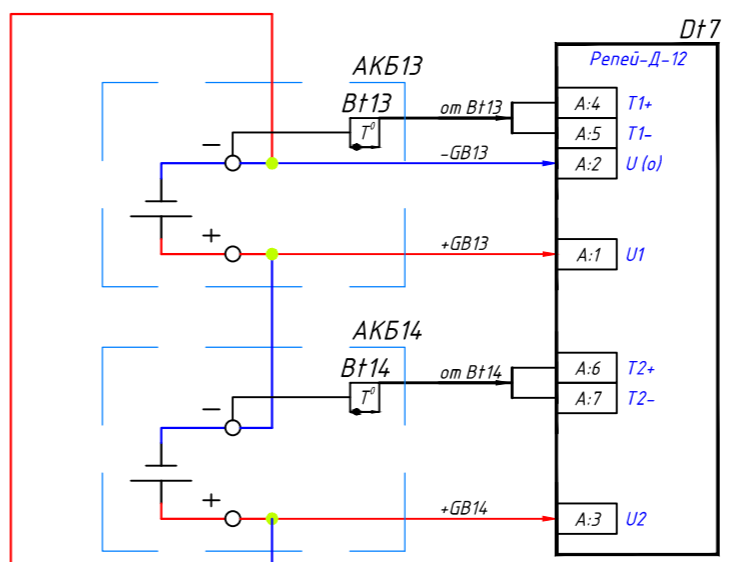 Dt7
Репей-Д-12
АКБ13
Bt13
T⁰
от Bt13
A:4 T1+
A:5 T1-
-
-GB13
A:2 U (o)
+
+GB13
A:1 U1
АКБ14
Bt14
T⁰
от Bt14
A:6 T2+
A:7 T2-
-
+
+GB14
A:3 U2